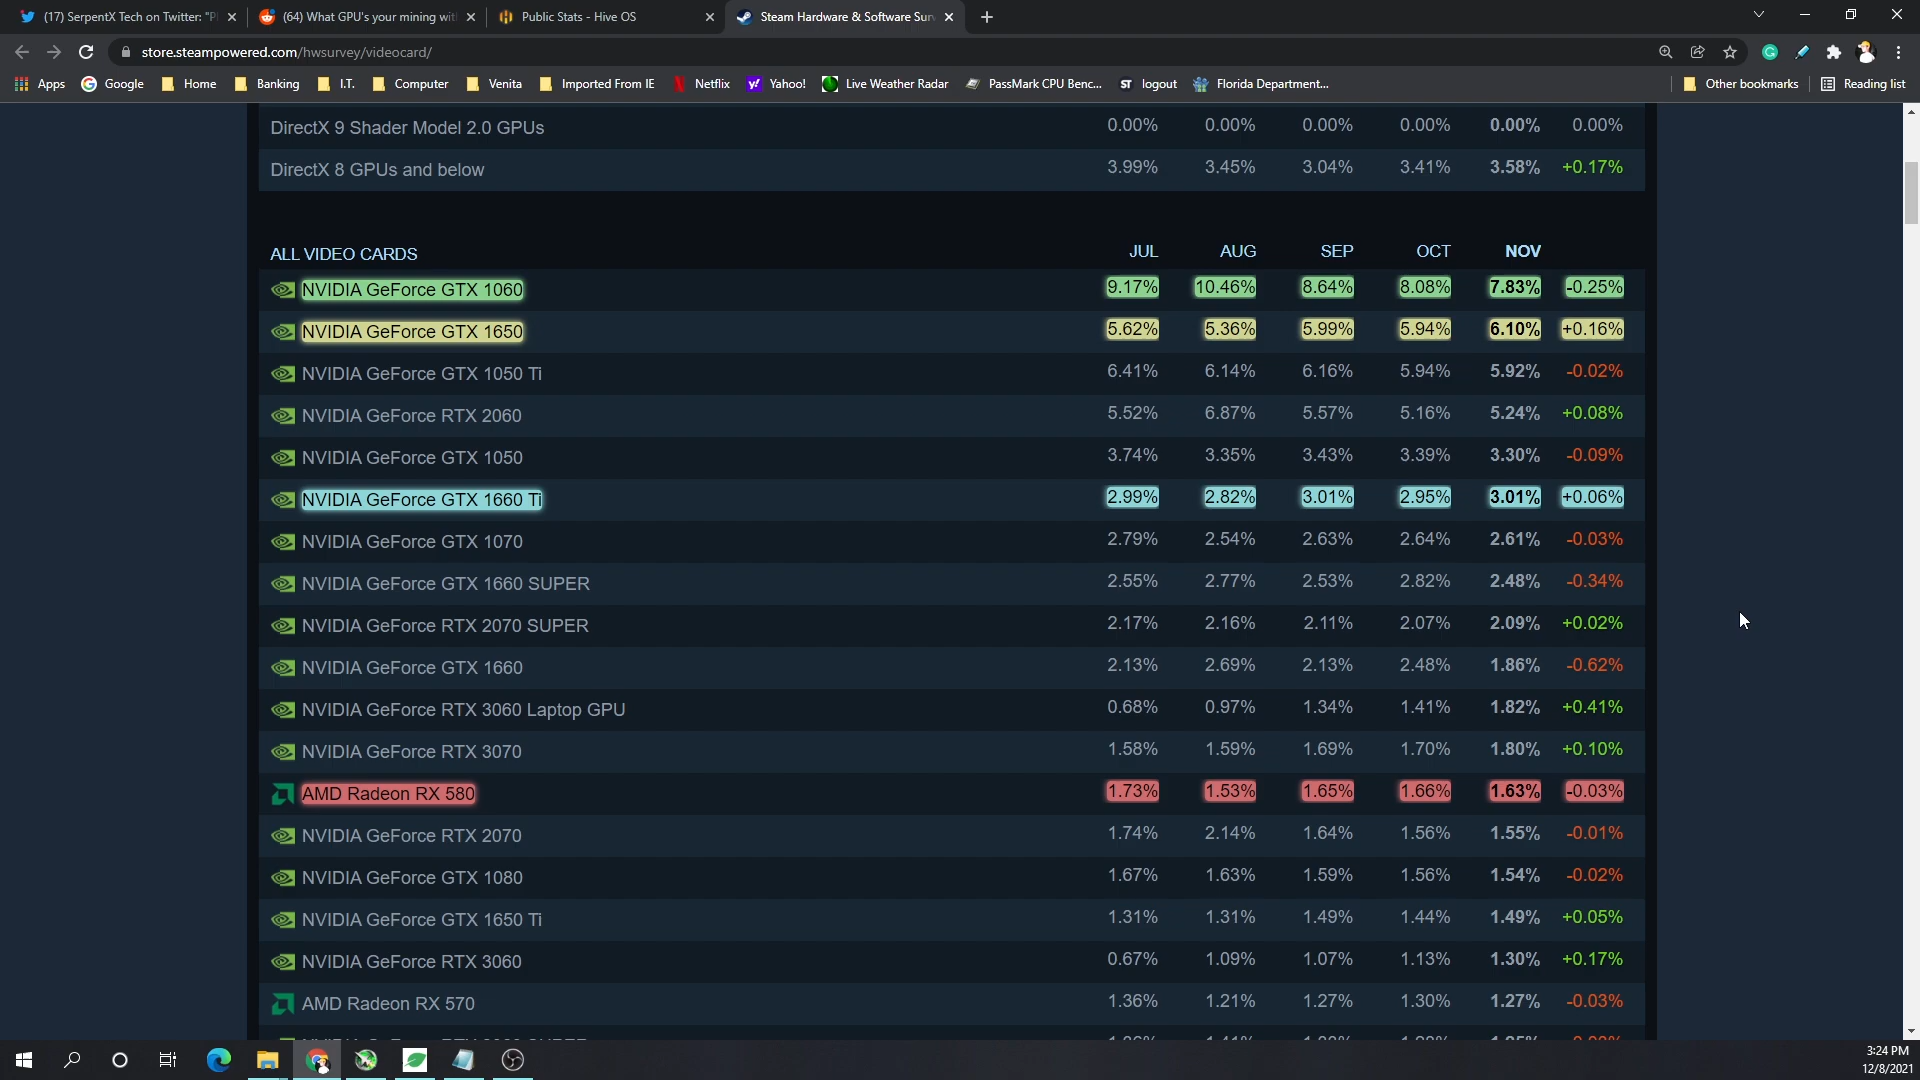 (17) SerpentX Tech on Twitter: "P
(64) What GPU's your mining wit
Public Stats - Hive OS
Steam Hardware & Software Sur
store.steampowered.com/hwsurvey/videocard/
Apps Google Home Banking I.T. Computer Venita Imported From IE Netflix Yahoo! Live Weather Radar PassMark CPU Benc... ST logout Florida Department... Other bookmarks Reading list
DirectX 9 Shader Model 2.0 GPUs 0.00% 0.00% 0.00% 0.00% 0.00% 0.00%
DirectX 8 GPUs and below 3.99% 3.45% 3.04% 3.41% 3.58% +0.17%
ALL VIDEO CARDS JUL AUG SEP OCT NOV
NVIDIA GeForce GTX 1060 9.17% 10.46% 8.64% 8.08% 7.83% -0.25%
NVIDIA GeForce GTX 1650 5.62% 5.36% 5.99% 5.94% 6.10% +0.16%
NVIDIA GeForce GTX 1050 Ti 6.41% 6.14% 6.16% 5.94% 5.92% -0.02%
NVIDIA GeForce RTX 2060 5.52% 6.87% 5.57% 5.16% 5.24% +0.08%
NVIDIA GeForce GTX 1050 3.74% 3.35% 3.43% 3.39% 3.30% -0.09%
NVIDIA GeForce GTX 1660 Ti 2.99% 2.82% 3.01% 2.95% 3.01% +0.06%
NVIDIA GeForce GTX 1070 2.79% 2.54% 2.63% 2.64% 2.61% -0.03%
NVIDIA GeForce GTX 1660 SUPER 2.55% 2.77% 2.53% 2.82% 2.48% -0.34%
NVIDIA GeForce RTX 2070 SUPER 2.17% 2.16% 2.11% 2.07% 2.09% +0.02%
NVIDIA GeForce GTX 1660 2.13% 2.69% 2.13% 2.48% 1.86% -0.62%
NVIDIA GeForce RTX 3060 Laptop GPU 0.68% 0.97% 1.34% 1.41% 1.82% +0.41%
NVIDIA GeForce RTX 3070 1.58% 1.59% 1.69% 1.70% 1.80% +0.10%
AMD Radeon RX 580 1.73% 1.53% 1.65% 1.66% 1.63% -0.03%
NVIDIA GeForce RTX 2070 1.74% 2.14% 1.64% 1.56% 1.55% -0.01%
NVIDIA GeForce GTX 1080 1.67% 1.63% 1.59% 1.56% 1.54% -0.02%
NVIDIA GeForce GTX 1650 Ti 1.31% 1.31% 1.49% 1.44% 1.49% +0.05%
NVIDIA GeForce RTX 3060 0.67% 1.09% 1.07% 1.13% 1.30% +0.17%
AMD Radeon RX 570 1.36% 1.21% 1.27% 1.30% 1.27% -0.03%
3:24 PM
12/8/2021